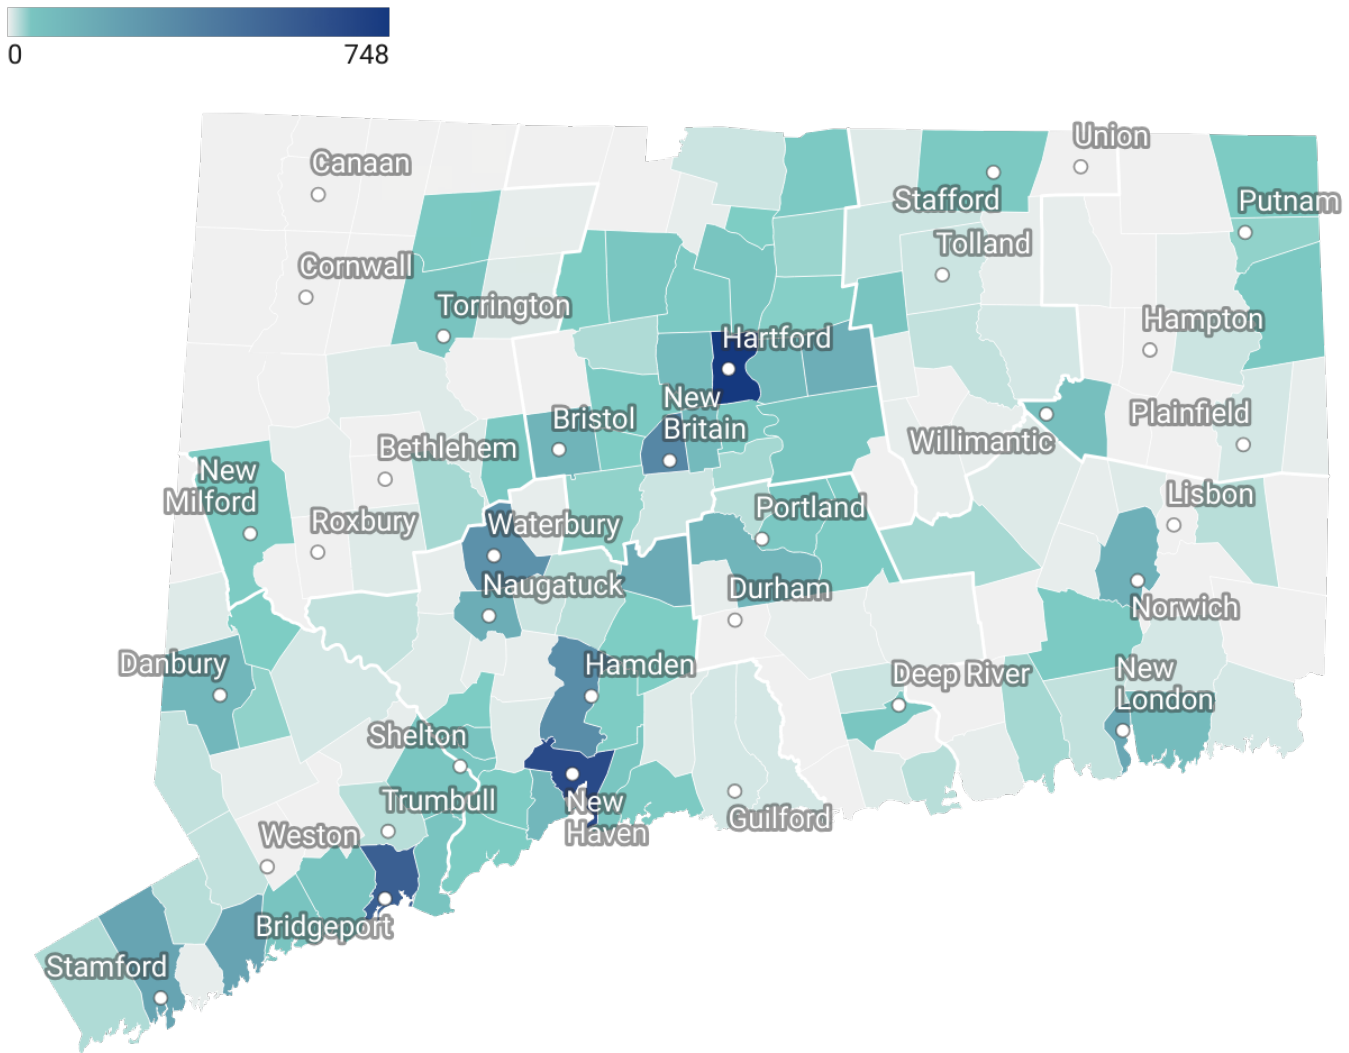 0 748
Union
Canaan
Stafford
Putnam
Tolland
Cornwall
Torrington
Hampton
Hartford
New
Britain
Bristol
Plainfield
Willimantic
Bethlehem
New
Milford
Lisbon
Portland
Roxbury
Waterbury
Naugatuck
Durham
Norwich
Danbury
Hamden
Deep River
New
London
Shelton
Trumbull
New
Haven
Guilford
Weston
Bridgeport
Stamford